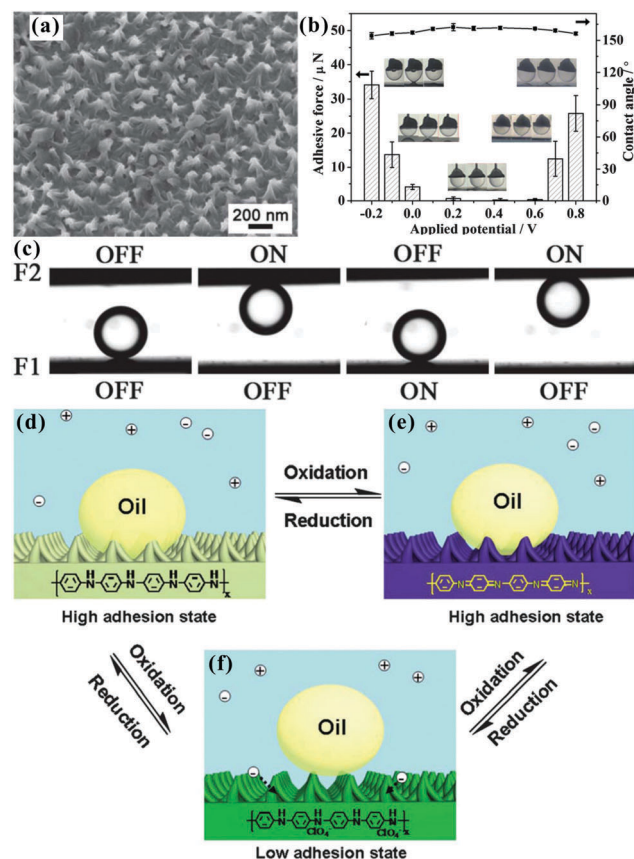 (a)
200 nm
(b)
Adhesive force / μ N
50
40
30
20
10
0
Contact angle / °
150
120
90
60
30
0
-0.2
0.0
0.2
0.4
0.6
0.8
Applied potential / V
(c)
OFF
ON
OFF
ON
F2
F1
OFF
OFF
ON
OFF
(d)
Oil
High adhesion state
Oxidation
Reduction
(e)
Oil
High adhesion state
Oxidation
Reduction
(f)
Oil
Low adhesion state
Oxidation
Reduction
H
N
H
N
H
N
H
N
x
N
N
N
N
x
H
N
H
N
H
N
H
N
ClO4-
ClO4-
x